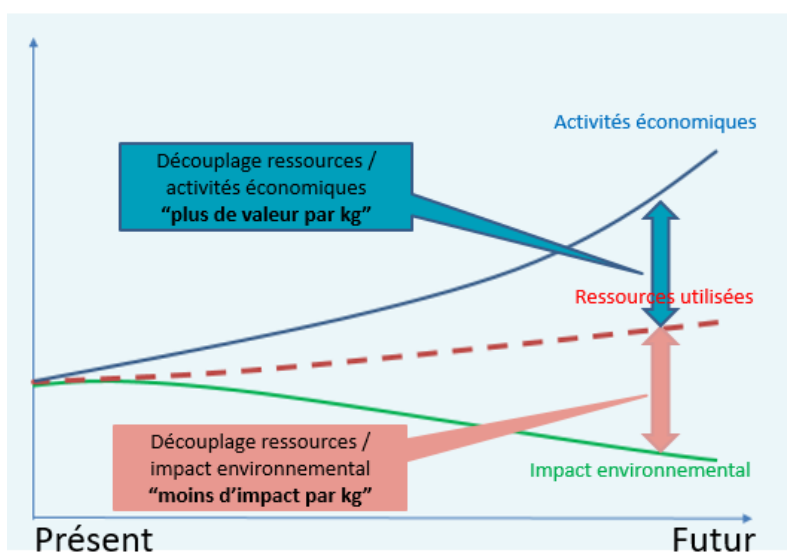 Activités économiques
Découplage ressources /
activités économiques
“plus de valeur par kg”
Ressources utilisées
Découplage ressources /
impact environnemental
“moins d’impact par kg”
Impact environnemental
Présent
Futur